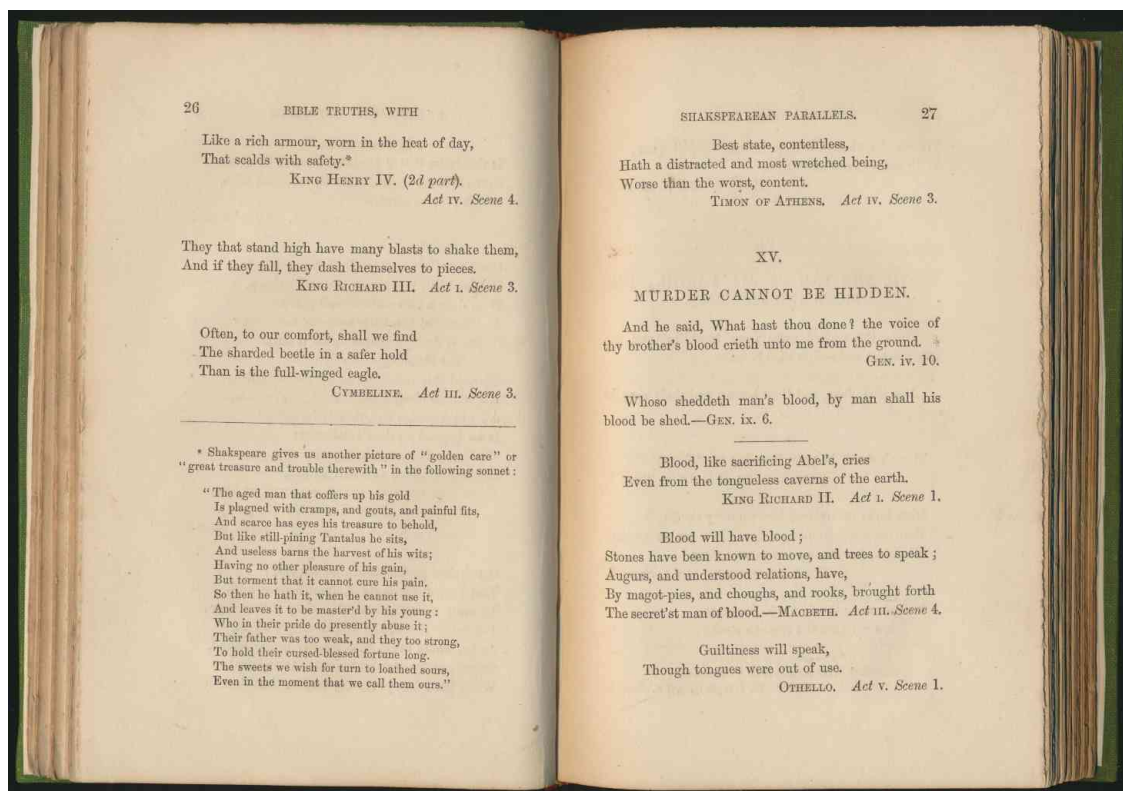 26 BIBLE TRUTHS, WITH
Like a rich armour, worn in the heat of day,
That scalds with safety.*
KING HENRY IV. (2d part).
Act IV. Scene 4.
They that stand high have many blasts to shake them,
And if they fall, they dash themselves to pieces.
KING RICHARD III. Act I. Scene 3.
Often, to our comfort, shall we find
The sharded beetle in a safer hold
Than is the full-winged eagle.
CYMBELINE. Act III. Scene 3.
* Shakspeare gives us another picture of "golden care" or
"great treasure and trouble therewith" in the following sonnet:
"The aged man that coffers up his gold
Is plagued with cramps, and gouts, and painful fits,
And scarce has eyes his treasure to behold,
But like still-pining Tantalus he sits,
And useless barns the harvest of his wits;
Having no other pleasure of his gain,
But torment that it cannot cure his pain.
So then he hath it, when he cannot use it,
And leaves it to be master'd by his young:
Who in their pride do presently abuse it;
Their father was too weak, and they too strong,
To hold their cursed-blessed fortune long.
The sweets we wish for turn to loathed sours,
Even in the moment that we call them ours."
SHAKSPEAREAN PARALLELS. 27
Best state, contentless,
Hath a distracted and most wretched being,
Worse than the worst, content.
TIMON OF ATHENS. Act IV. Scene 3.
XV.
MURDER CANNOT BE HIDDEN.
And he said, What hast thou done? the voice of
thy brother's blood crieth unto me from the ground.
GEN. iv. 10.
Whoso sheddeth man's blood, by man shall his
blood be shed.—GEN. ix. 6.
Blood, like sacrificing Abel's, cries
Even from the tongueless caverns of the earth.
KING RICHARD II. Act I. Scene 1.
Blood will have blood;
Stones have been known to move, and trees to speak;
Augurs, and understood relations, have,
By magot-pies, and choughs, and rooks, brought forth
The secret'st man of blood.—MACBETH. Act III. Scene 4.
Guiltiness will speak,
Though tongues were out of use.
OTHELLO. Act V. Scene 1.